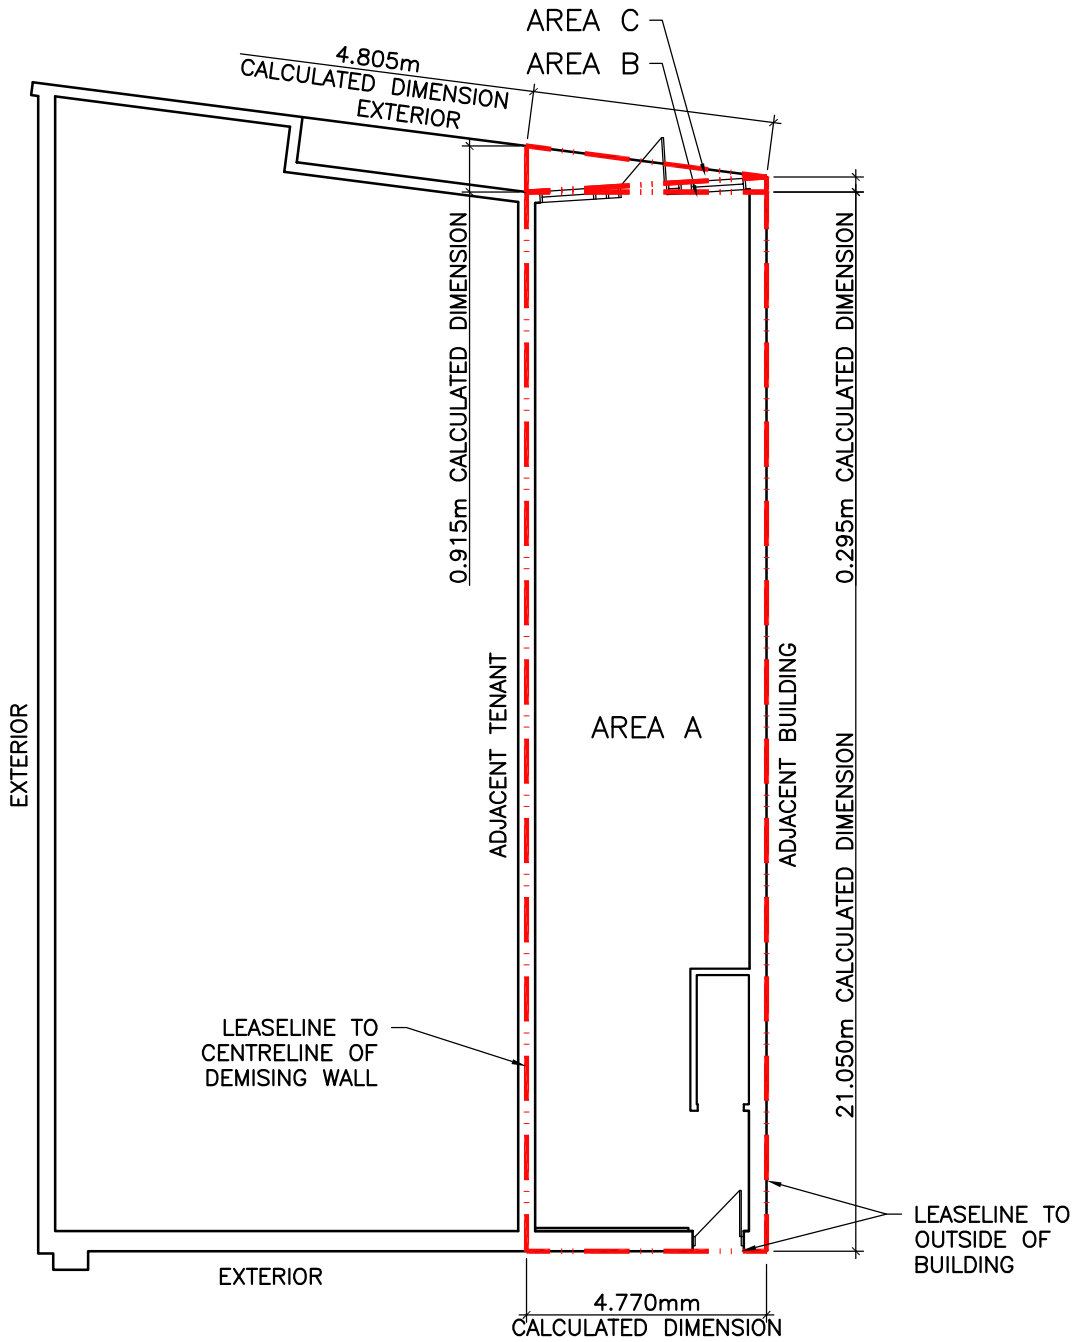 AREA C
AREA B
4.805m
CALCULATED DIMENSION
EXTERIOR
0.915m CALCULATED DIMENSION
0.295m CALCULATED DIMENSION
EXTERIOR
ADJACENT TENANT
AREA A
ADJACENT BUILDING
21.050m CALCULATED DIMENSION
LEASELINE TO
CENTRELINE OF
DEMISING WALL
LEASELINE TO
OUTSIDE OF
BUILDING
EXTERIOR
4.770mm
CALCULATED DIMENSION